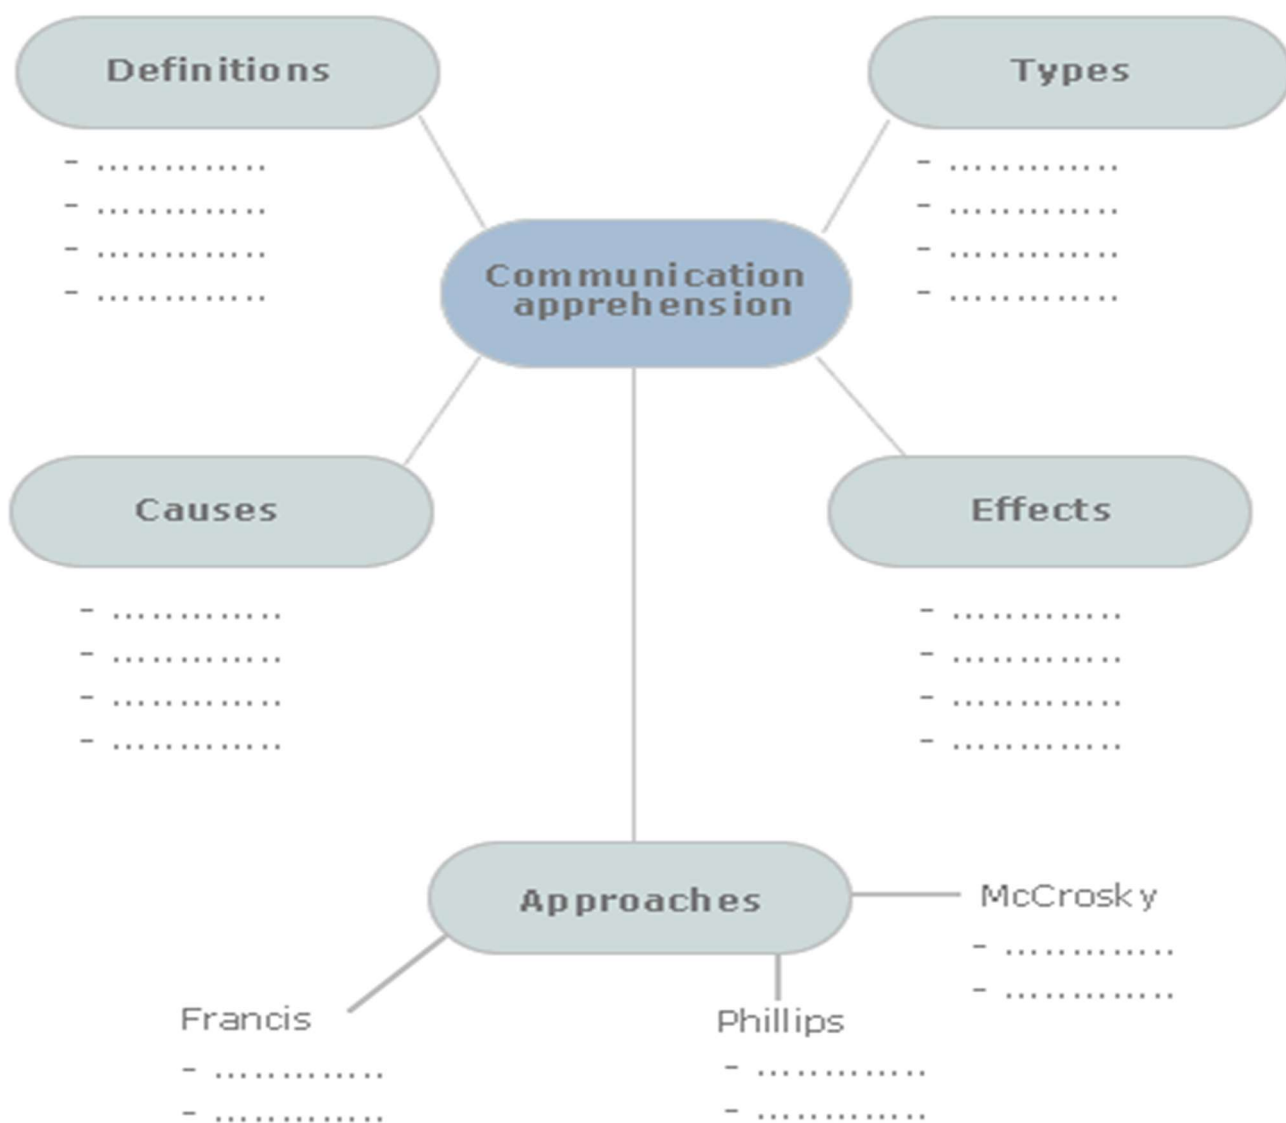 Definitions
- .............
- .............
- .............
- .............
Types
- .............
- .............
- .............
- .............
Communication
apprehension
Causes
- .............
- .............
- .............
- .............
Effects
- .............
- .............
- .............
- .............
Approaches
McCrosky
- .............
- .............
Francis
- .............
- .............
Phillips
- .............
- .............